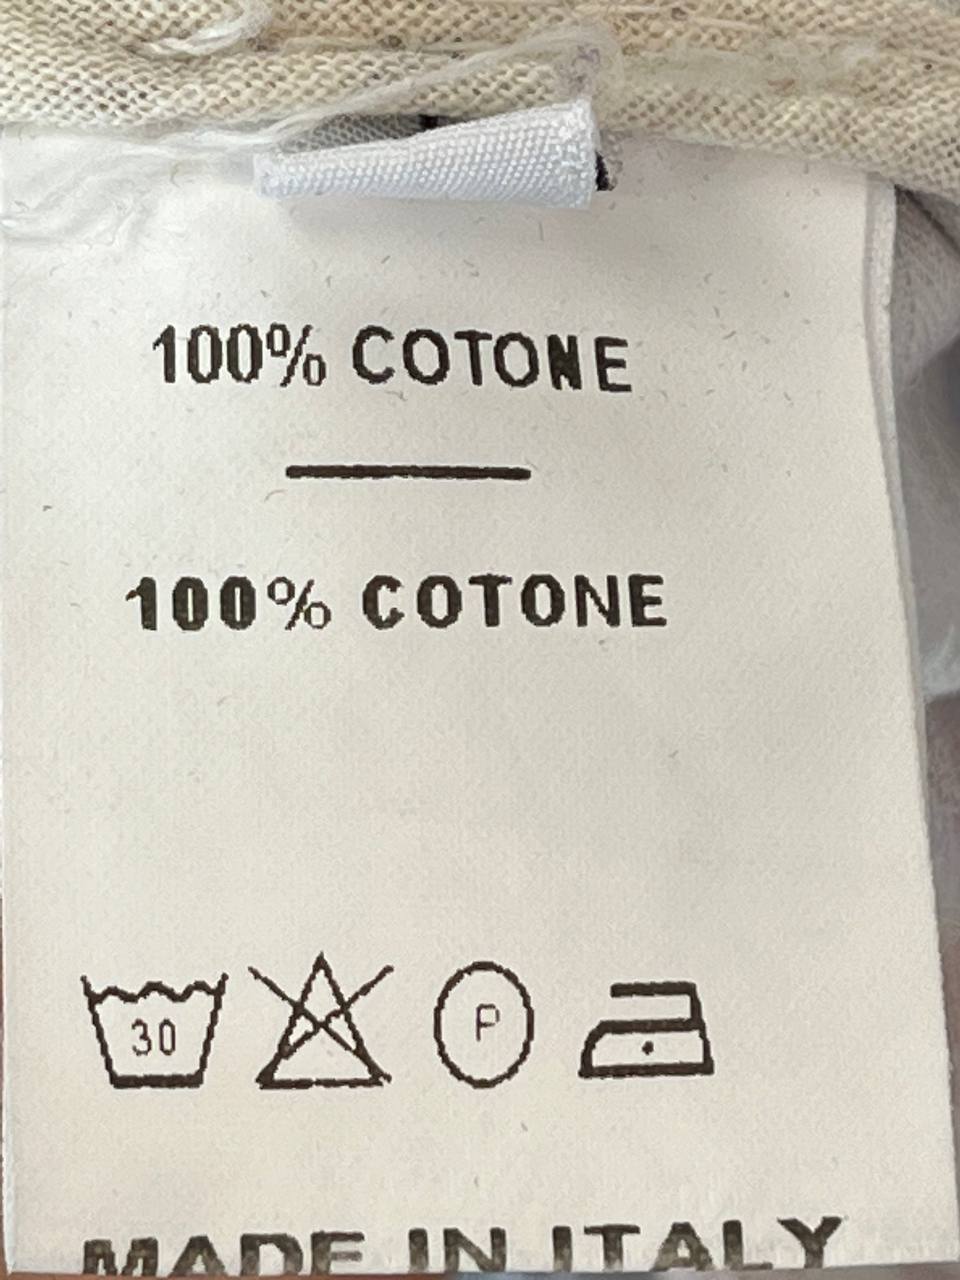 100% COTONE
100% COTONE
30 P
MADE IN ITALY